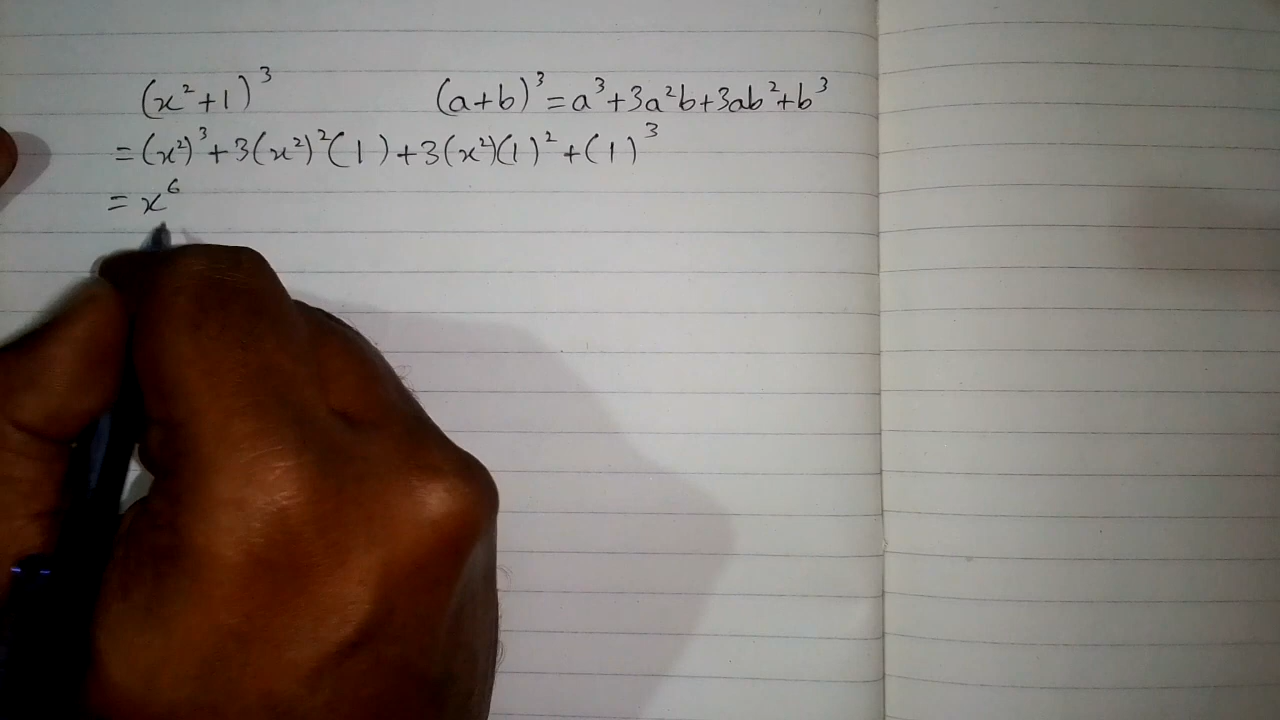 (x²+1)³ (a+b)³=a³+3a²b+3ab²+b³
=(x²)³+3(x²)²(1)+3(x²)(1)²+(1)³
=x⁶